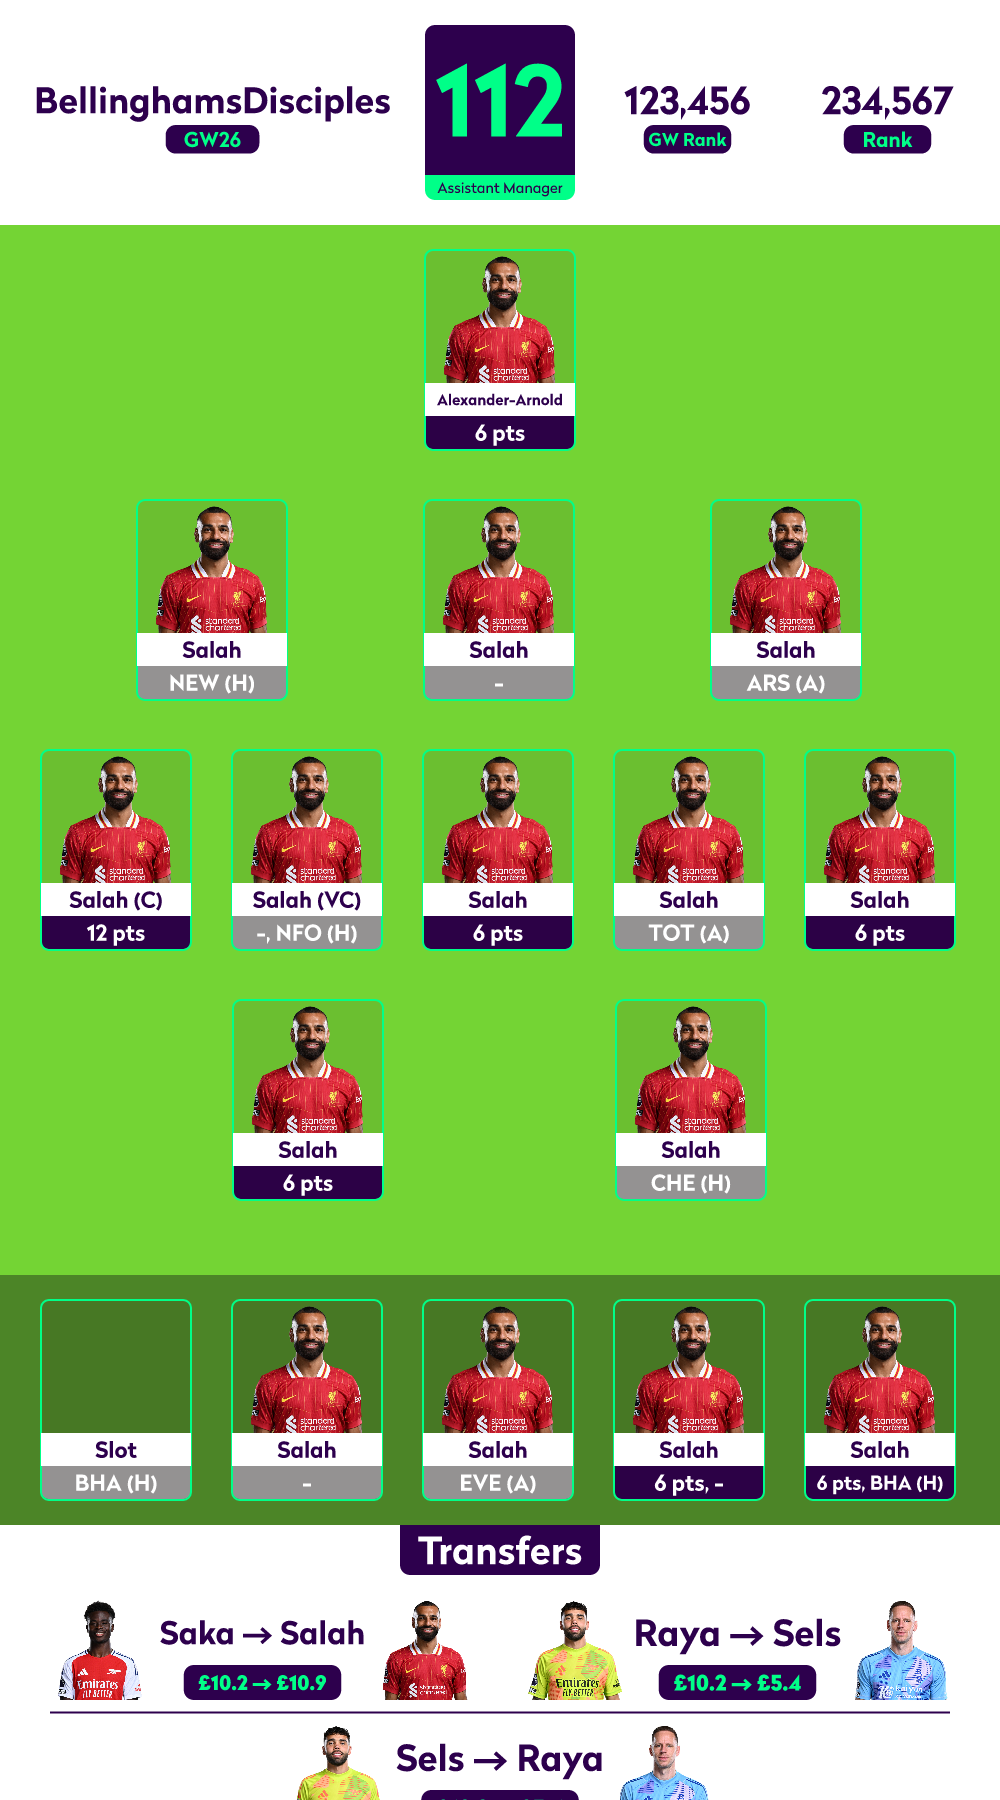 BellinghamsDisciples
GW26
112
Assistant Manager
123,456
GW Rank
234,567
Rank
Alexander-Arnold
6 pts
Salah
NEW (H)
Salah
-
Salah
ARS (A)
Salah (C)
12 pts
Salah (VC)
-, NFO (H)
Salah
6 pts
Salah
TOT (A)
Salah
6 pts
Salah
6 pts
Salah
CHE (H)
Slot
BHA (H)
Salah
-
Salah
EVE (A)
Salah
6 pts, -
Salah
6 pts, BHA (H)
Transfers
Saka → Salah
£10.2 → £10.9
Raya → Sels
£10.2 → £5.4
Sels → Raya